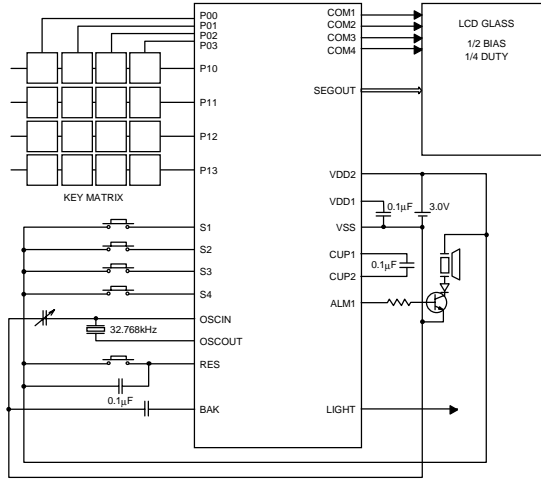 P00
P01
P02
P03
P10
P11
P12
P13
KEY MATRIX
S1
S2
S3
S4
OSCIN
32.768kHz
OSCOUT
RES
0.1μF
BAK
COM1
COM2
COM3
COM4
SEGOUT
LCD GLASS
1/2 BIAS
1/4 DUTY
VDD2
VDD1
0.1μF
3.0V
VSS
CUP1
0.1μF
CUP2
ALM1
LIGHT